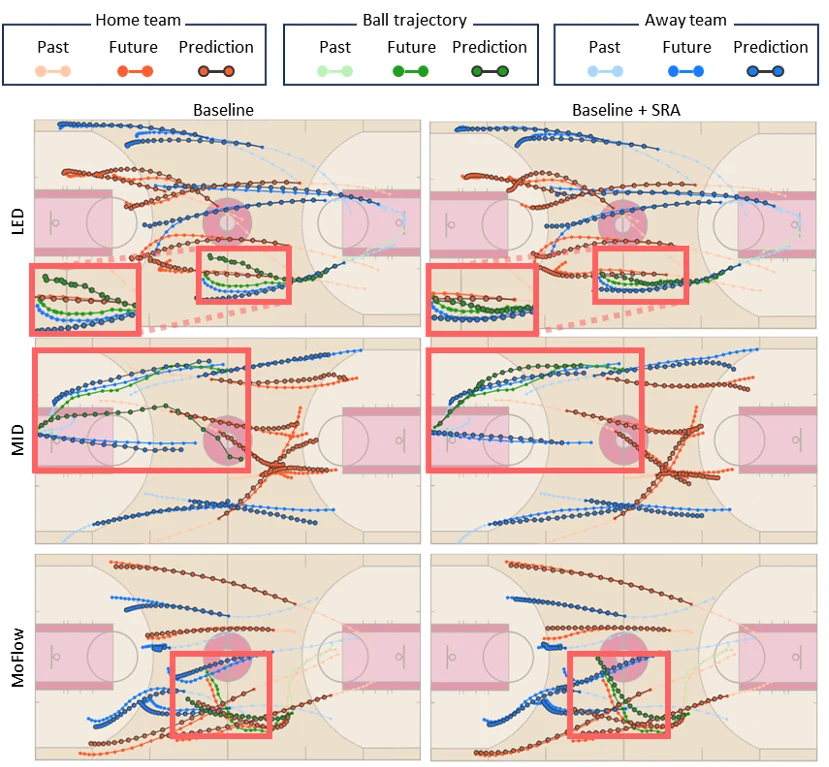 Home team
Ball trajectory
Away team
Past Future Prediction
Past Future Prediction
Past Future Prediction
Baseline
Baseline + SRA
LED
MID
MoFlow